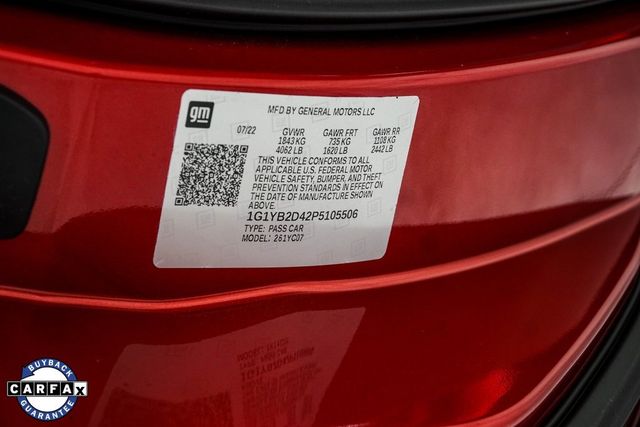 gm
MFD BY GENERAL MOTORS LLC
07/22 GVWR GAWR FRT GAWR RR
1843 KG 735 KG 1108 KG
4062 LB 1620 LB 2442 LB
THIS VEHICLE CONFORMS TO ALL
APPLICABLE U.S. FEDERAL MOTOR
VEHICLE SAFETY, BUMPER, AND THEFT
PREVENTION STANDARDS IN EFFECT ON
THE DATE OF MANUFACTURE SHOWN
ABOVE.
1G1YB2D42P5105506
TYPE: PASS CAR
MODEL: 261YC07
BUYBACK
CARFAX
GUARANTEE